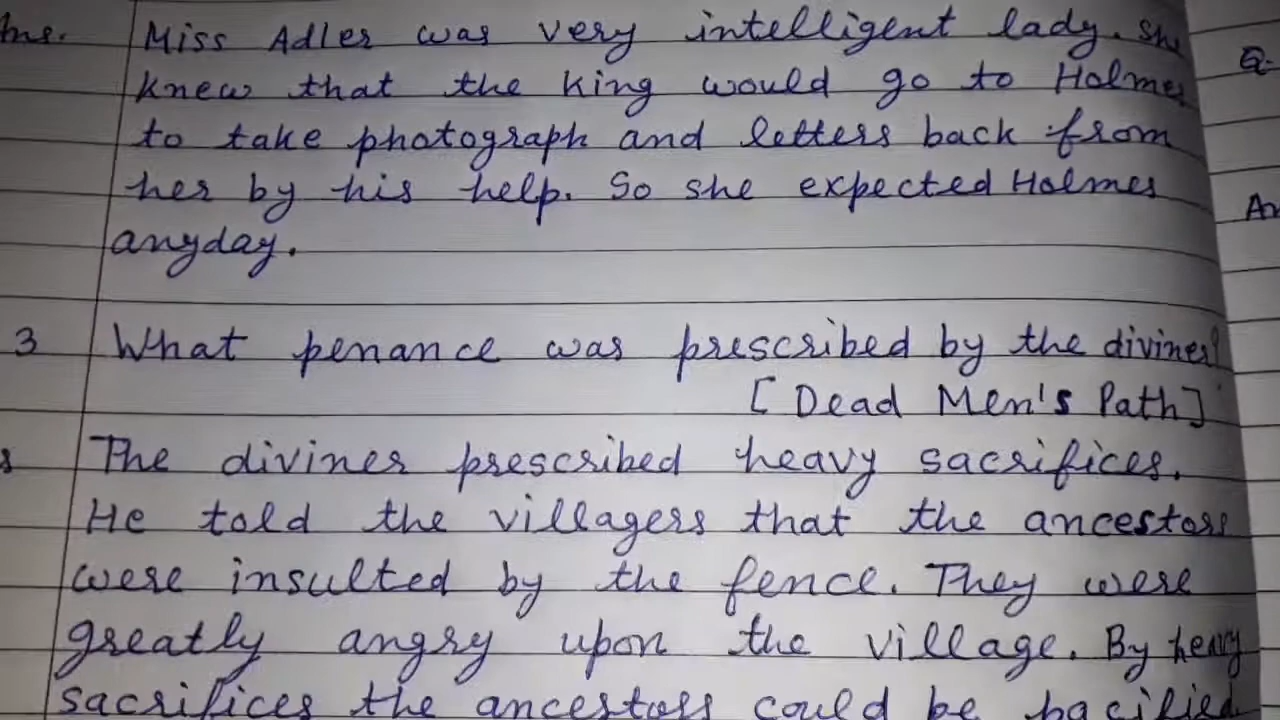 Ans. Miss Adler was very intelligent lady. She
knew that the king would go to Holmes
to take photograph and letters back from
her by his help. So she expected Holmes
anyday.
3 What penance was prescribed by the diviner?
[Dead Men's Path]
The diviner prescribed heavy sacrifices.
He told the villagers that the ancestors
were insulted by the fence. They were
greatly angry upon the village. By heavy
sacrifices the ancestors could be pacified.
Q.
An